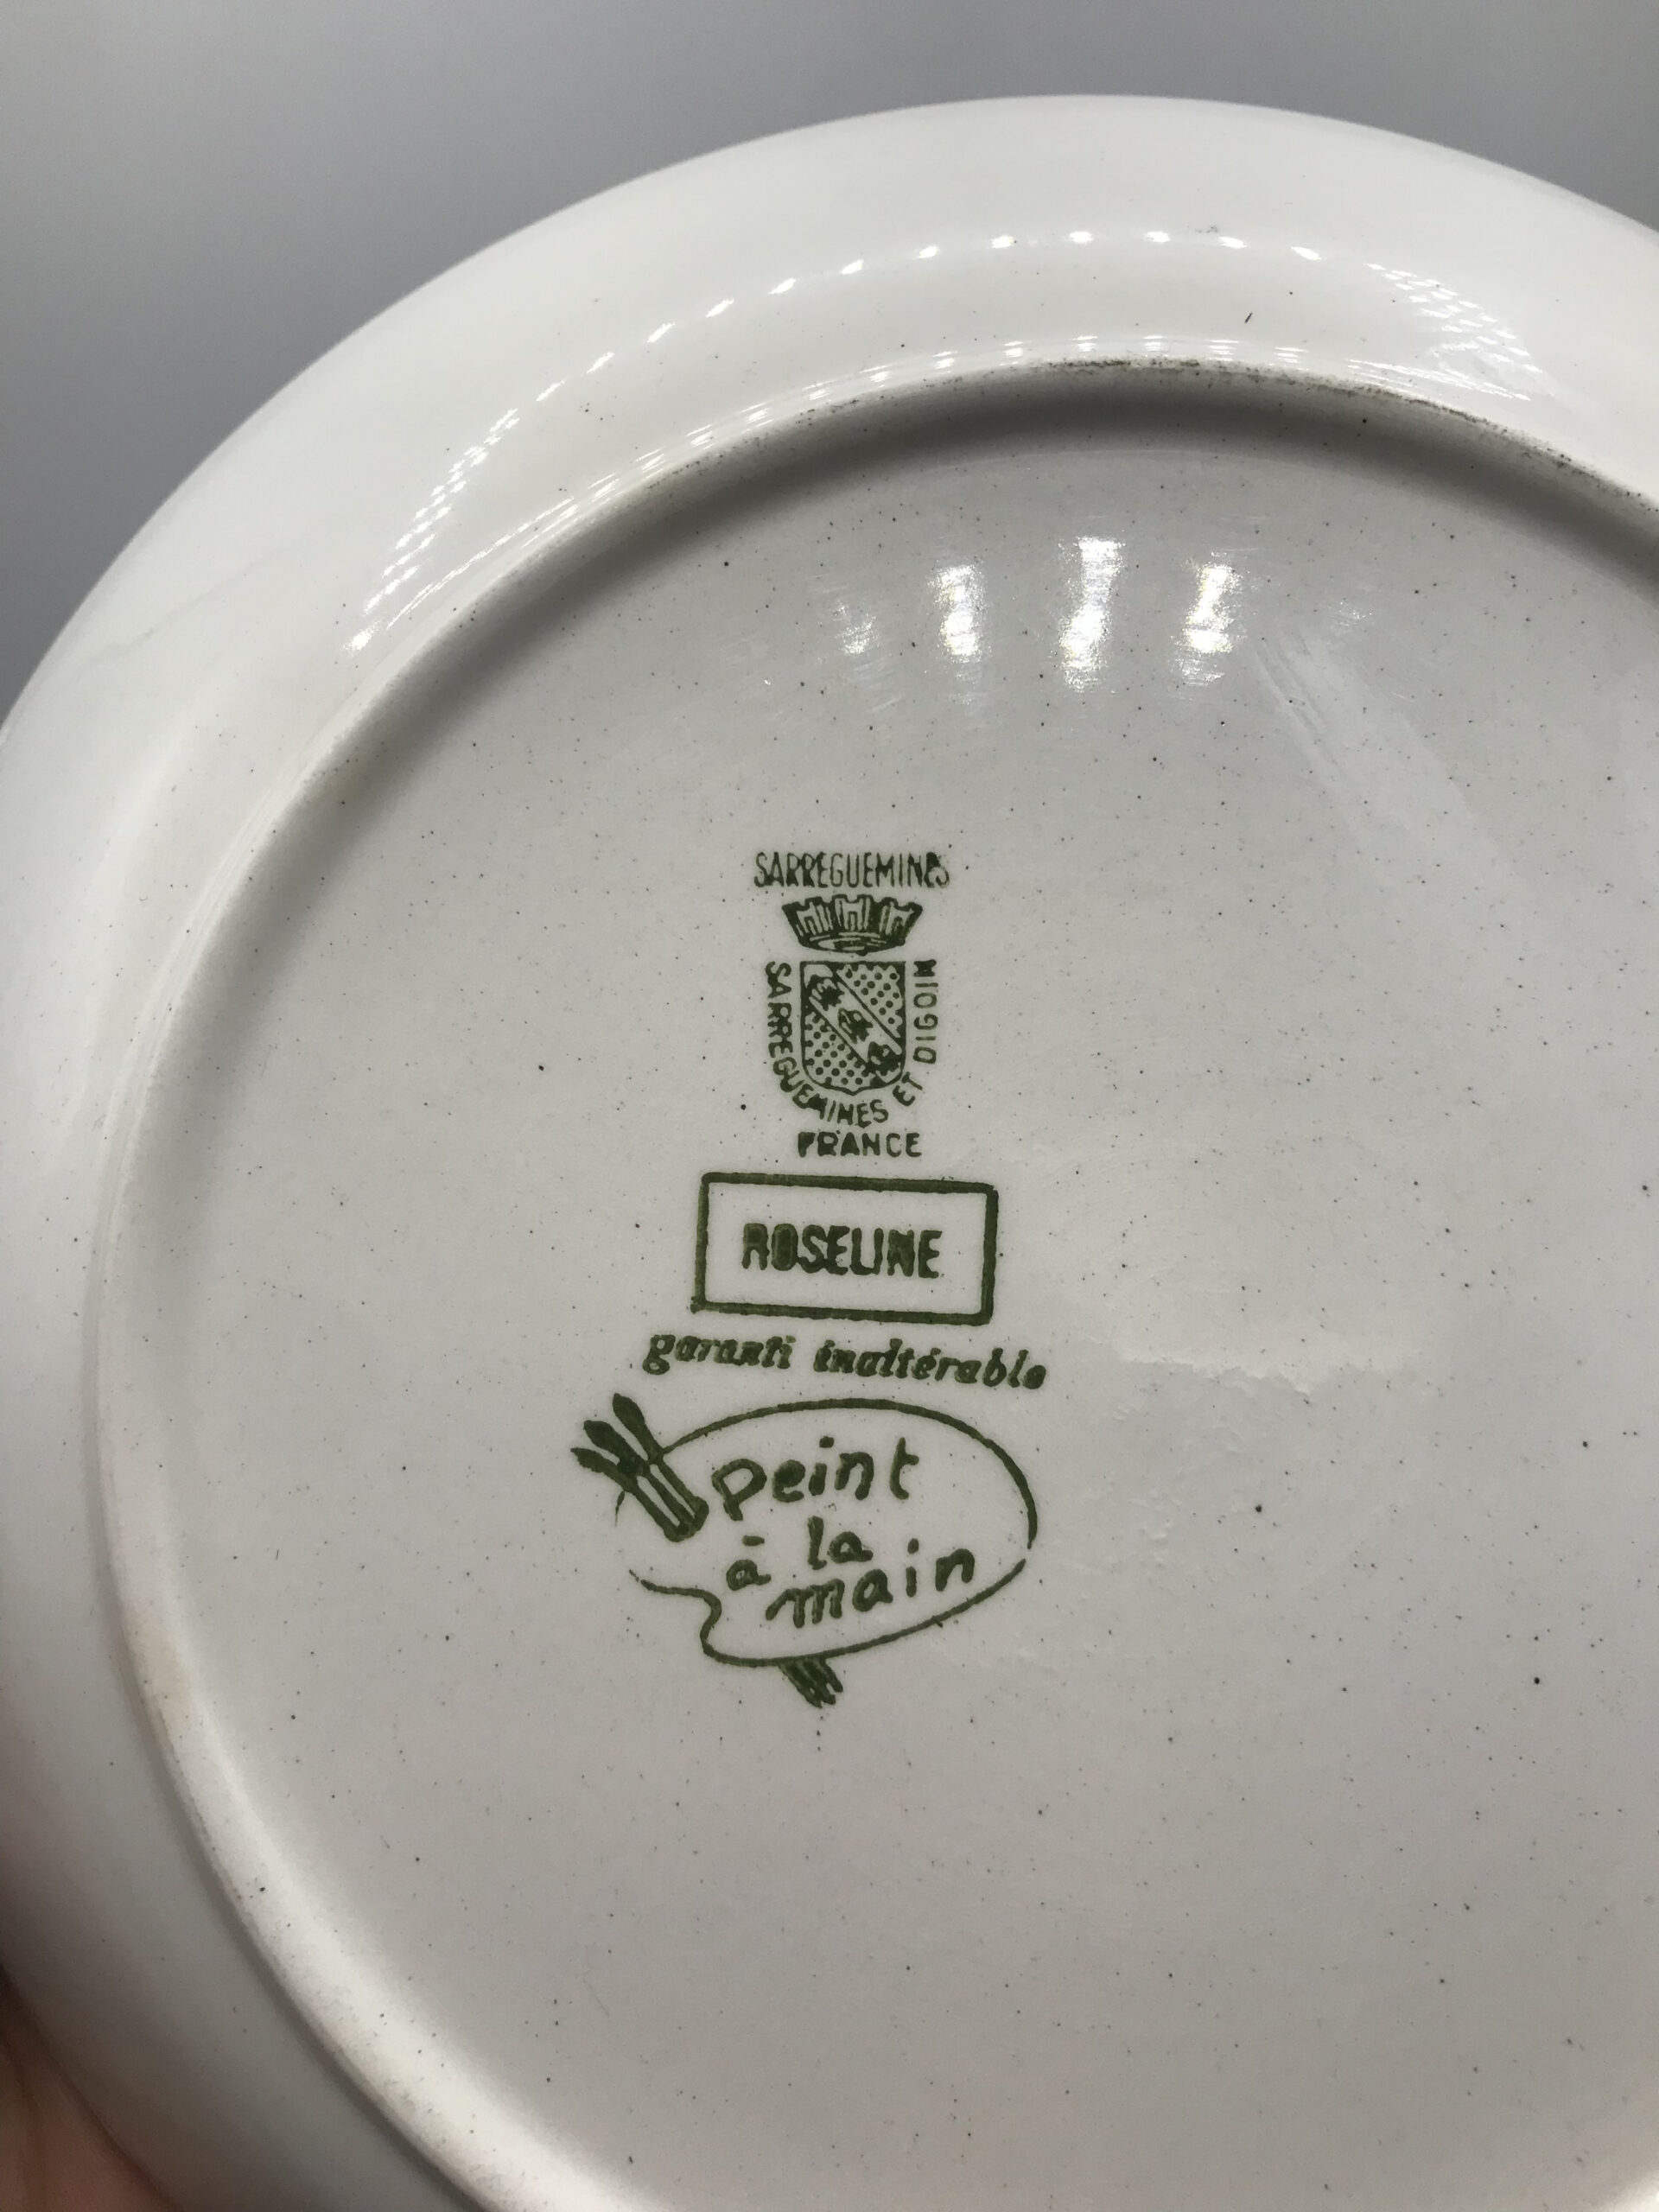 SARREGUEMINES
SARREGUEMINES ET DIGOIN
FRANCE
ROSELINE
garanti inaltérable
peint
à la
main